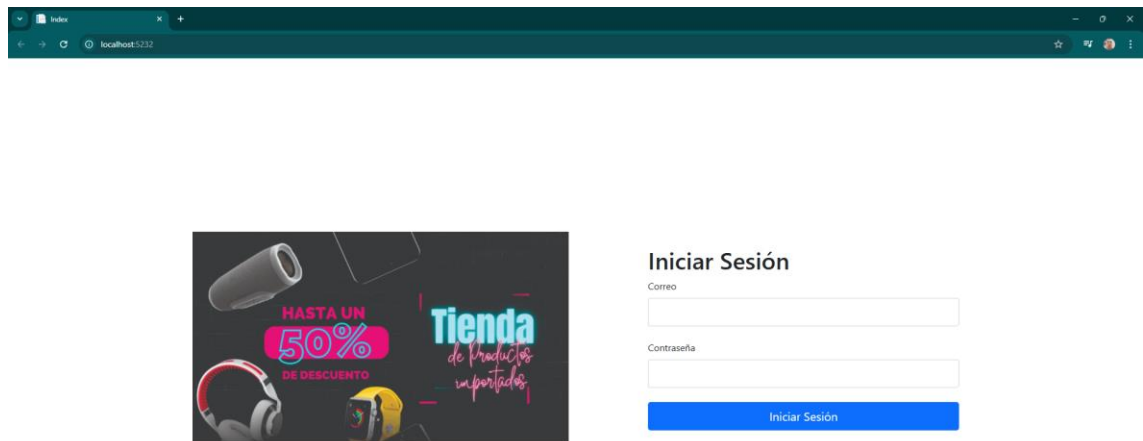 Index
localhost:5232
HASTA UN
50%
DE DESCUENTO
Tienda
de Productos
importados
Iniciar Sesión
Correo
Contraseña
Iniciar Sesión